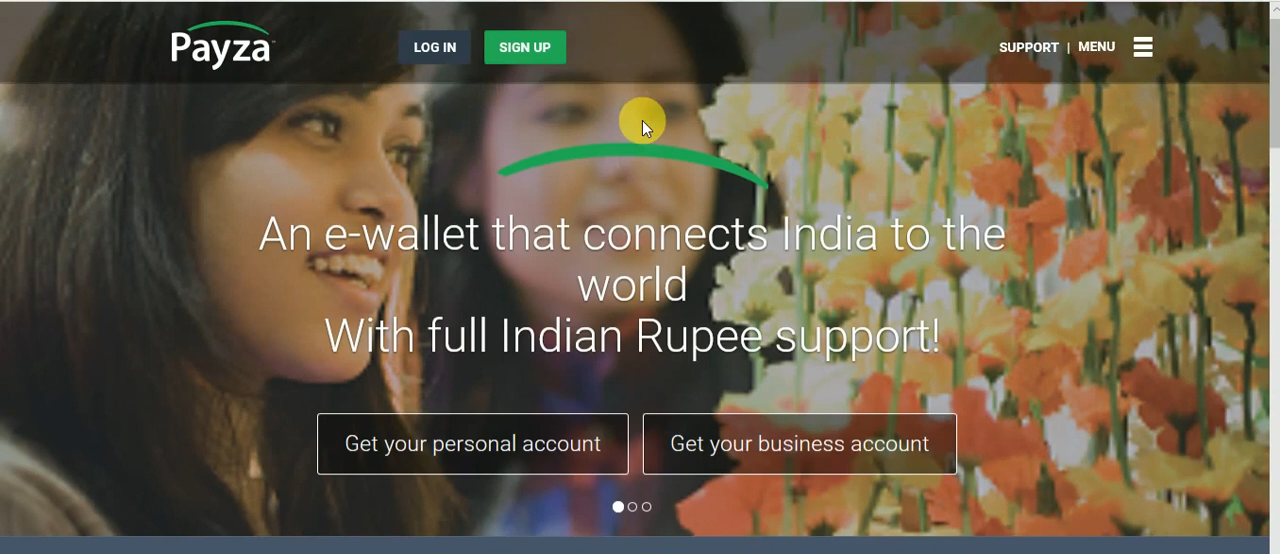 Payza
LOG IN
SIGN UP
SUPPORT | MENU
An e-wallet that connects India to the
world
With full Indian Rupee support!
Get your personal account
Get your business account